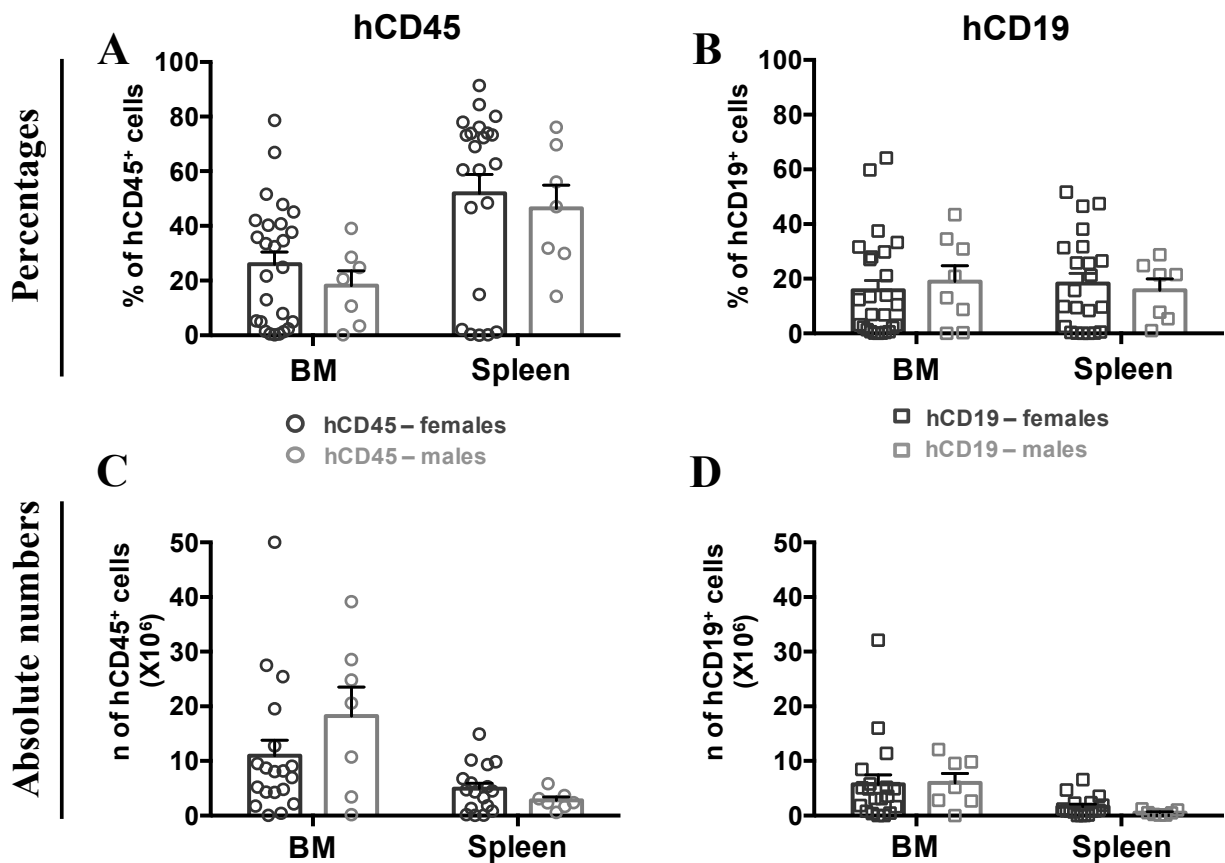 hCD45
hCD19
Percentages
A
% of hCD45⁺ cells
100
80
60
40
20
0
BM
Spleen
B
% of hCD19⁺ cells
100
80
60
40
20
0
BM
Spleen
hCD45 – females
hCD45 – males
hCD19 – females
hCD19 – males
Absolute numbers
C
n of hCD45⁺ cells
(X10⁶)
50
40
30
20
10
0
BM
Spleen
D
n of hCD19⁺ cells
(X10⁶)
50
40
30
20
10
0
BM
Spleen